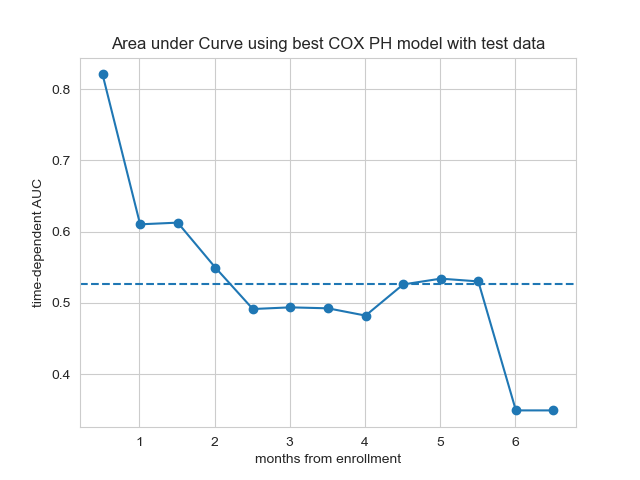 Area under Curve using best COX PH model with test data
time-dependent AUC
0.8
0.7
0.6
0.5
0.4
1 2 3 4 5 6
months from enrollment